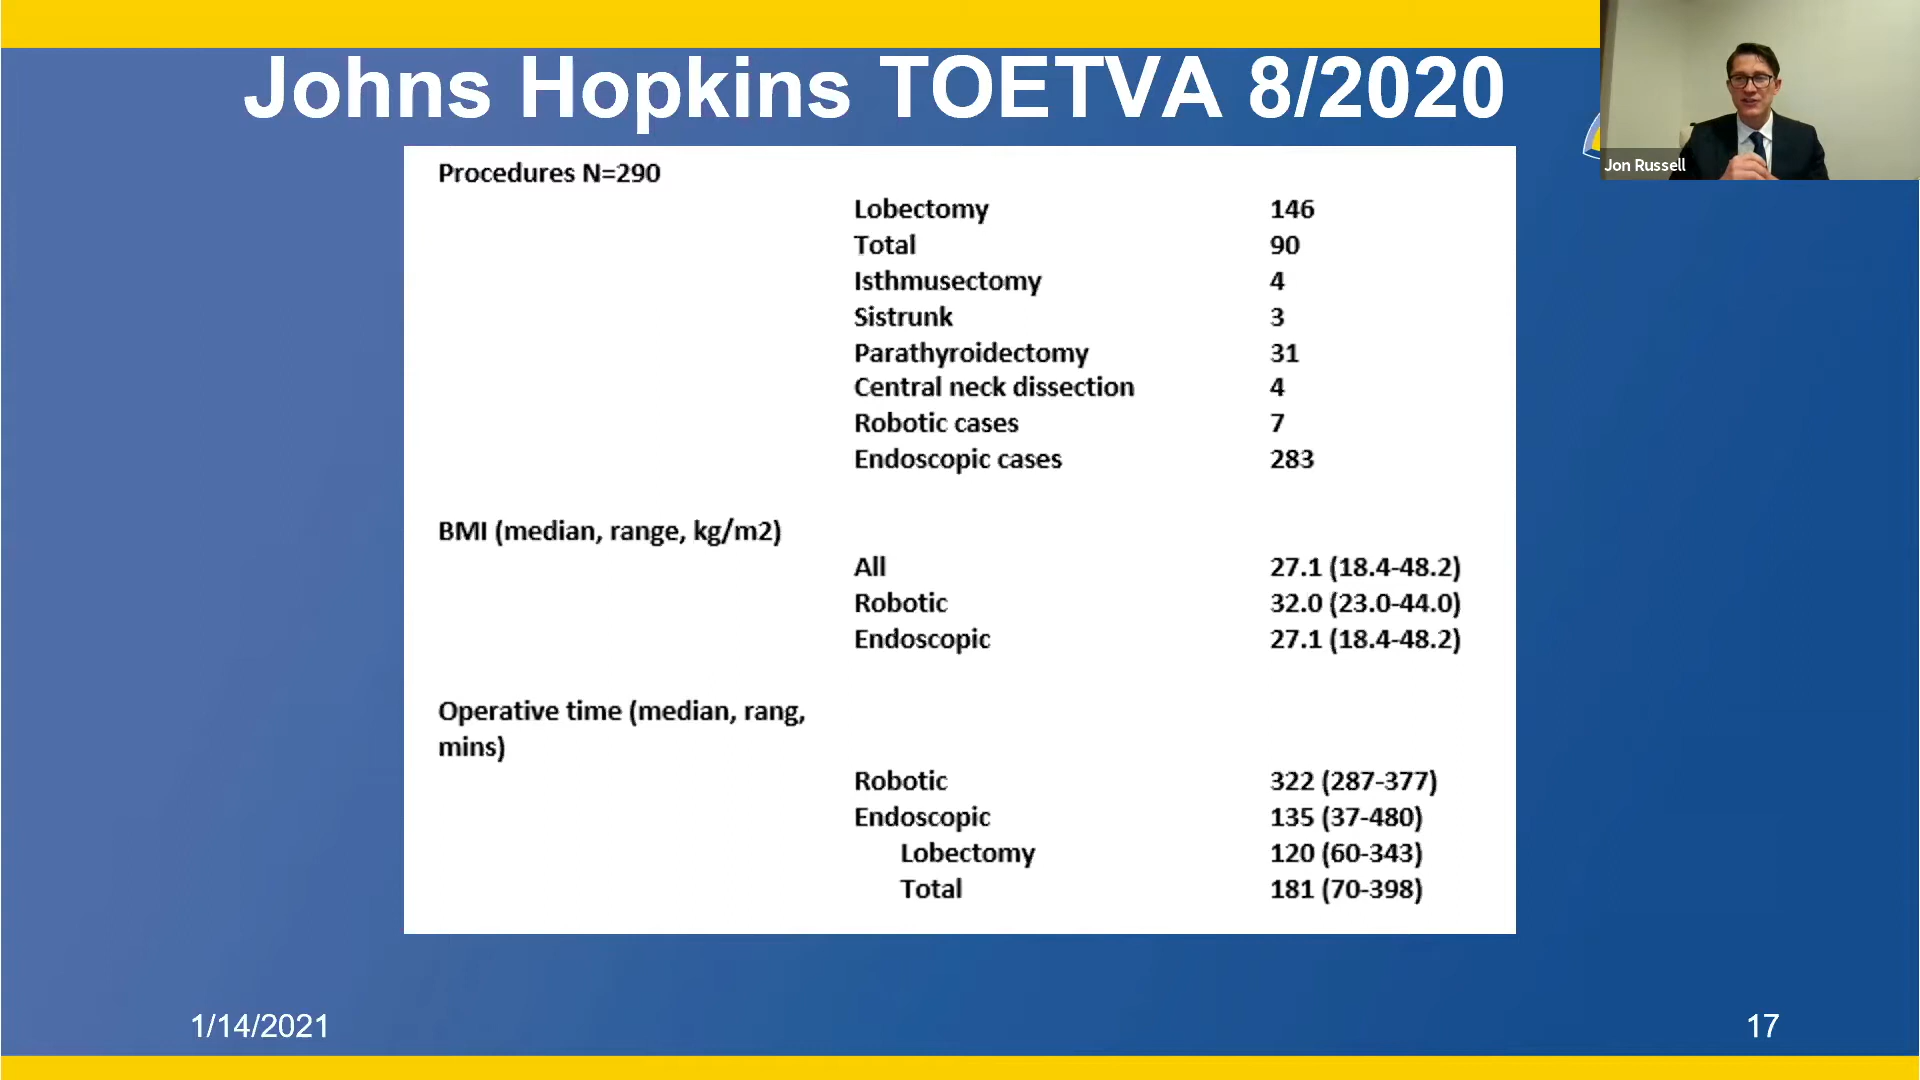 Johns Hopkins TOETVA 8/2020
Jon Russell
Procedures N=290
Lobectomy 146
Total 90
Isthmusectomy 4
Sistrunk 3
Parathyroidectomy 31
Central neck dissection 4
Robotic cases 7
Endoscopic cases 283
BMI (median, range, kg/m2)
All 27.1 (18.4-48.2)
Robotic 32.0 (23.0-44.0)
Endoscopic 27.1 (18.4-48.2)
Operative time (median, rang,
mins)
Robotic 322 (287-377)
Endoscopic 135 (37-480)
Lobectomy 120 (60-343)
Total 181 (70-398)
1/14/2021
17